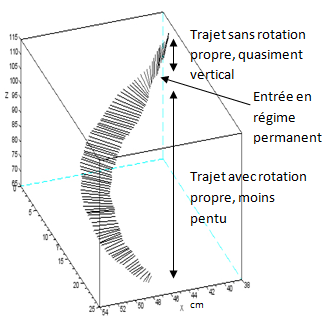 Trajet sans rotation
propre, quasiment
vertical
Entrée en
régime
permanent
Trajet avec rotation
propre, moins
pentu
115
110
105
100
95
90
85
80
75
70
65
Z
5
10
15
20
25
54
52
50
48
46
44
42
40
38
X
cm